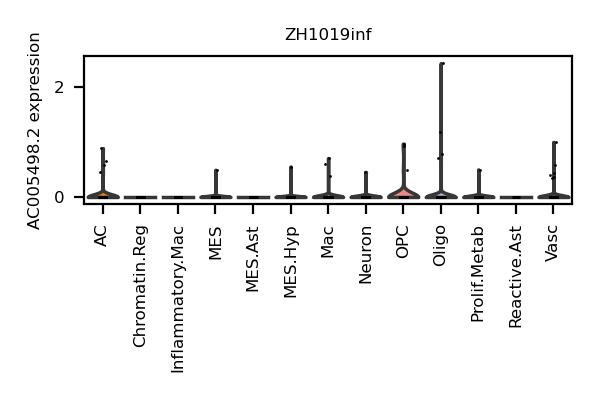 ZH1019inf
AC005498.2 expression
2
0
AC
Chromatin.Reg
Inflammatory.Mac
MES
MES.Ast
MES.Hyp
Mac
Neuron
OPC
Oligo
Prolif.Metab
Reactive.Ast
Vasc